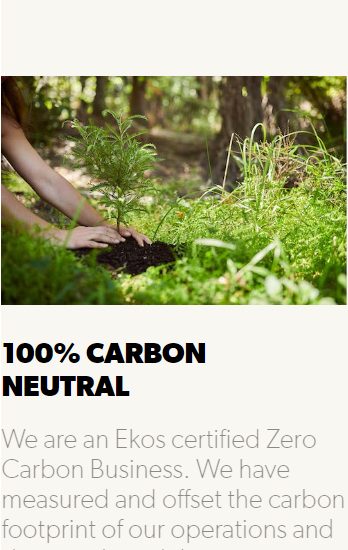 100% CARBON
NEUTRAL
We are an Ekos certified Zero
Carbon Business. We have
measured and offset the carbon
footprint of our operations and